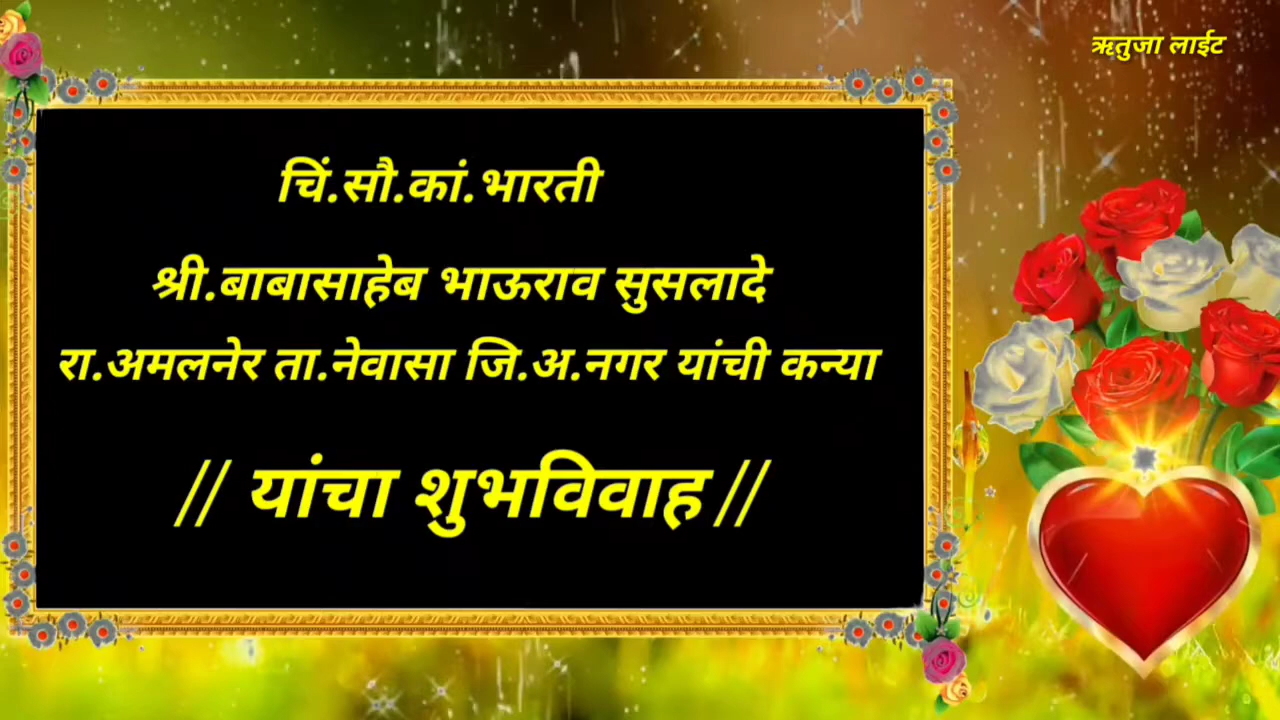 ऋतुजा लाईट
चिं.सौ.कां.भारती
श्री.बाबासाहेब भाऊराव सुसलादे
रा.अमलनेर ता.नेवासा जि.अ.नगर यांची कन्या
// यांचा शुभविवाह //